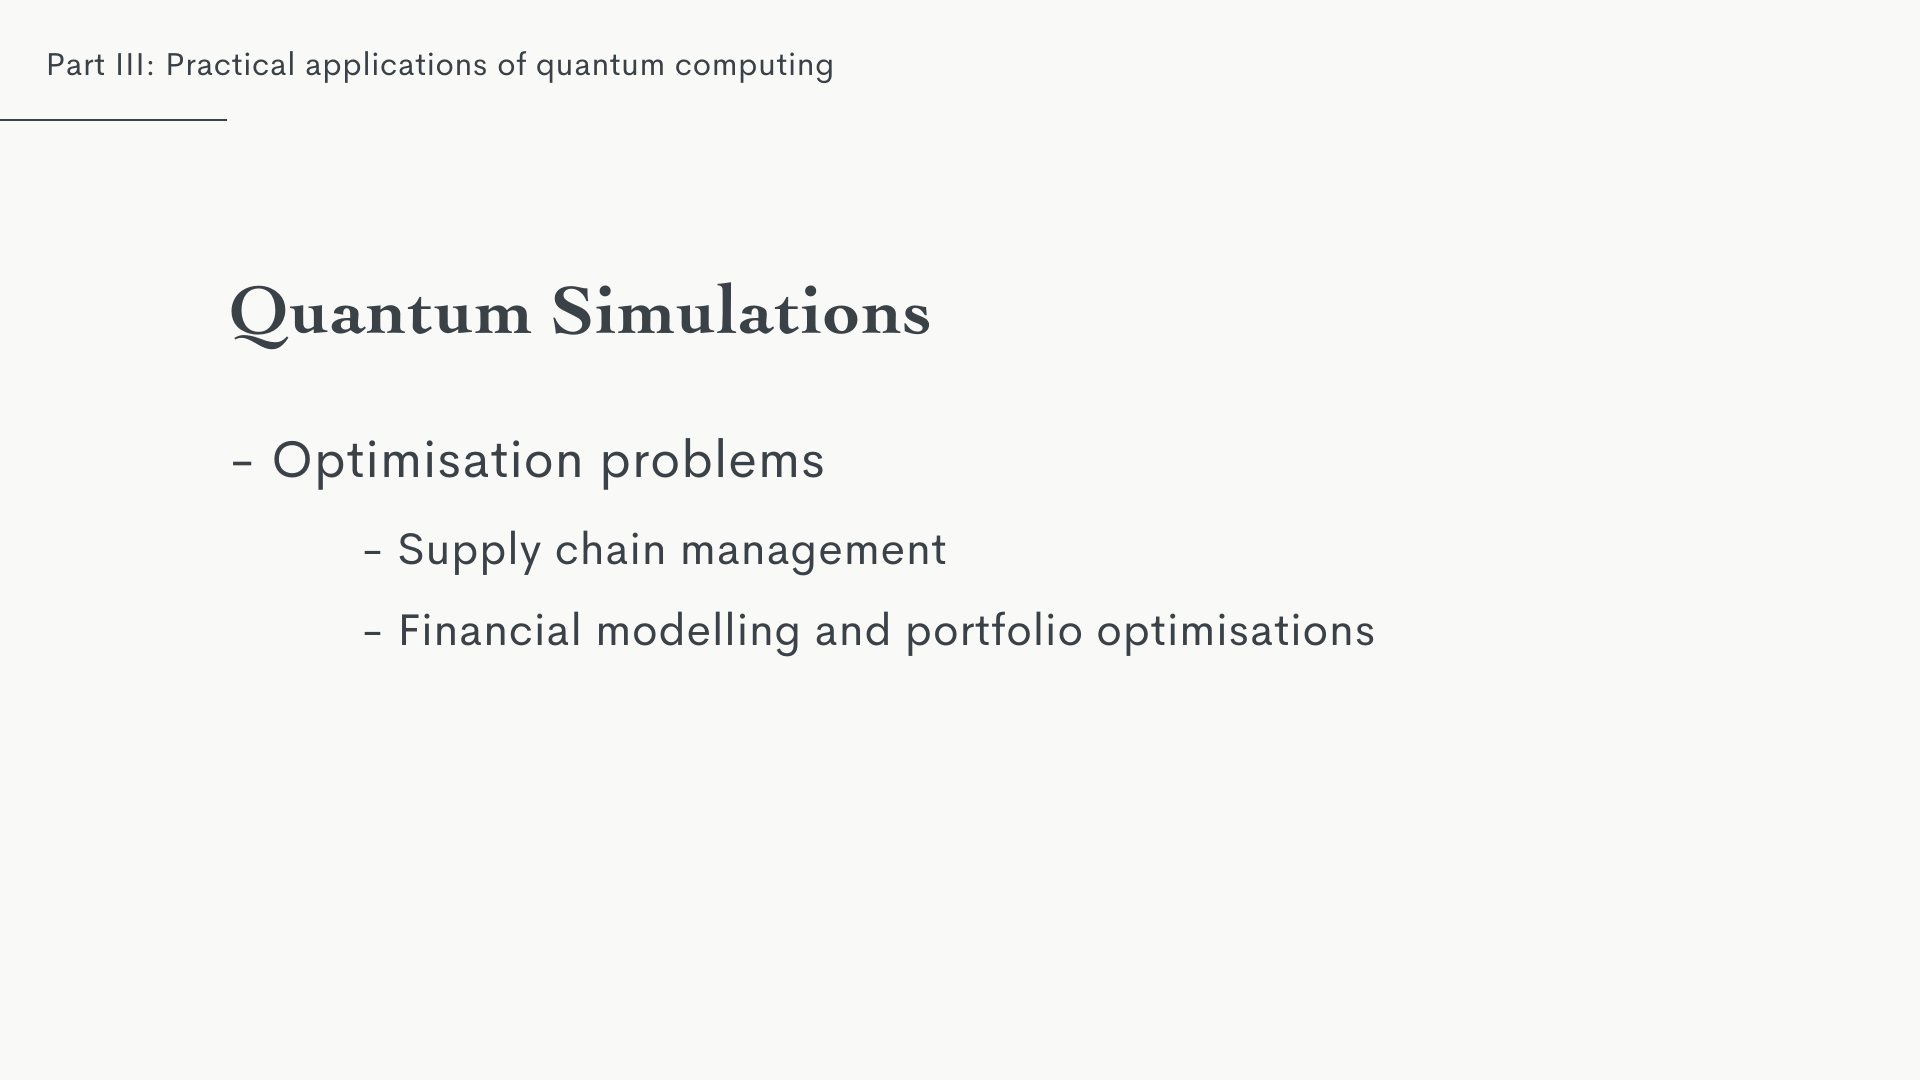 Part III: Practical applications of quantum computing
Quantum Simulations
- Optimisation problems
- Supply chain management
- Financial modelling and portfolio optimisations